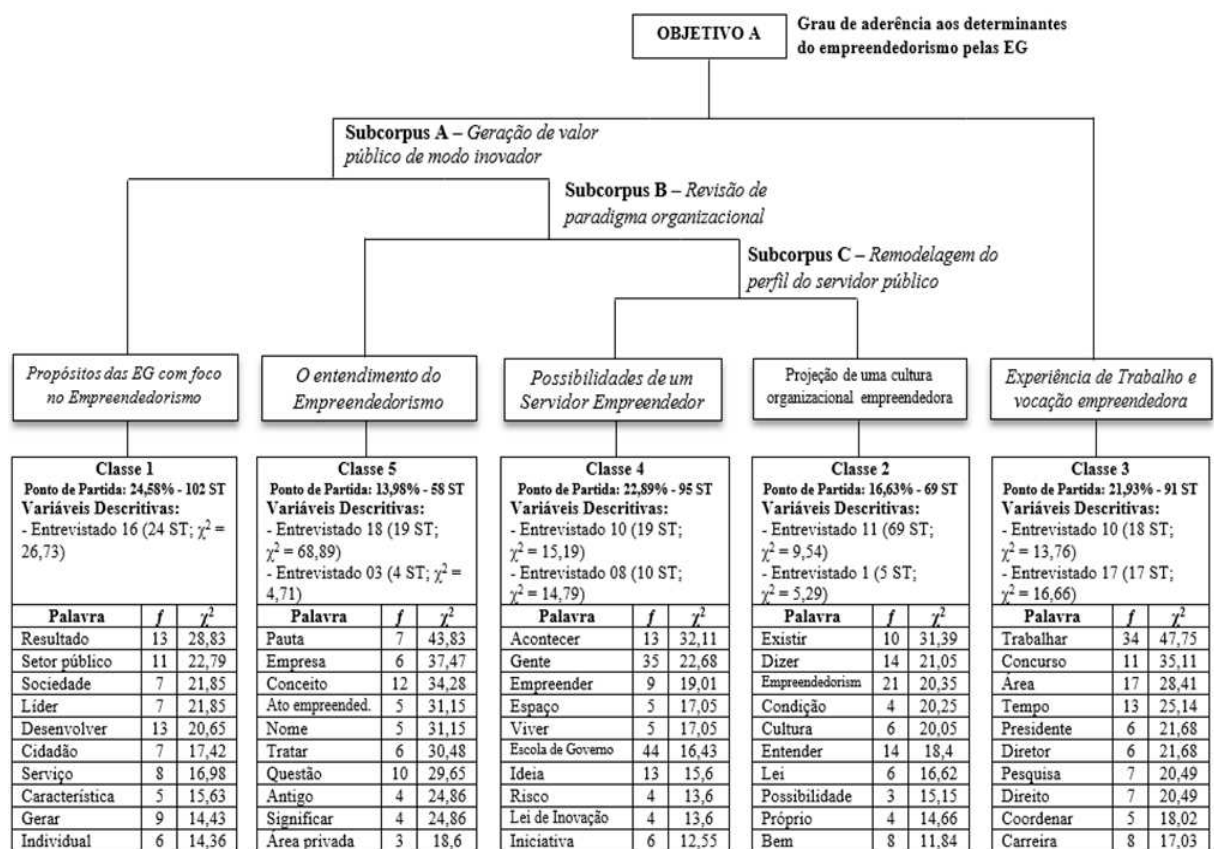 OBJETIVO A
Grau de aderência aos determinantes
do empreendedorismo pelas EG
Subcorpus A – Geração de valor
público de modo inovador
Subcorpus B – Revisão de
paradigma organizacional
Subcorpus C – Remodelagem do
perfil do servidor público
Propósitos das EG com foco
no Empreendedorismo
O entendimento do
Empreendedorismo
Possibilidades de um
Servidor Empreendedor
Projeção de uma cultura
organizacional empreendedora
Experiência de Trabalho e
vocação empreendedora
Classe 1
Ponto de Partida: 24,58% - 102 ST
Variáveis Descritivas:
- Entrevistado 16 (24 ST; χ² =
26,73)
Palavra f χ²
Resultado 13 28,83
Setor público 11 22,79
Sociedade 7 21,85
Líder 7 21,85
Desenvolver 13 20,65
Cidadão 7 17,42
Serviço 8 16,98
Característica 5 15,63
Gerar 9 14,43
Individual 6 14,36
Classe 5
Ponto de Partida: 13,98% - 58 ST
Variáveis Descritivas:
- Entrevistado 18 (19 ST;
χ² = 68,89)
- Entrevistado 03 (4 ST; χ² =
4,71)
Palavra f χ²
Pauta 7 43,83
Empresa 6 37,47
Conceito 12 34,28
Ato empreended. 5 31,15
Nome 5 31,15
Tratar 6 30,48
Questão 10 29,65
Antigo 4 24,86
Significar 4 24,86
Área privada 3 18,6
Classe 4
Ponto de Partida: 22,89% - 95 ST
Variáveis Descritivas:
- Entrevistado 10 (19 ST;
χ² = 15,19)
- Entrevistado 08 (10 ST;
χ² = 14,79)
Palavra f χ²
Acontecer 13 32,11
Gente 35 22,68
Empreender 9 19,01
Espaço 5 17,05
Viver 5 17,05
Escola de Governo 44 16,43
Ideia 13 15,6
Risco 4 13,6
Lei de Inovação 4 13,6
Iniciativa 6 12,55
Classe 2
Ponto de Partida: 16,63% - 69 ST
Variáveis Descritivas:
- Entrevistado 11 (69 ST;
χ² = 9,54)
- Entrevistado 1 (5 ST;
χ² = 5,29)
Palavra f χ²
Existir 10 31,39
Dizer 14 21,05
Empreendedorism 21 20,35
Condição 4 20,25
Cultura 6 20,05
Entender 14 18,4
Lei 6 16,62
Possibilidade 3 15,15
Próprio 4 14,66
Bem 8 11,84
Classe 3
Ponto de Partida: 21,93% - 91 ST
Variáveis Descritivas:
- Entrevistado 10 (18 ST;
χ² = 13,76)
- Entrevistado 17 (17 ST;
χ² = 16,66)
Palavra f χ²
Trabalhar 34 47,75
Concurso 11 35,11
Área 17 28,41
Tempo 13 25,14
Presidente 6 21,68
Diretor 6 21,68
Pesquisa 7 20,49
Direito 7 20,49
Coordenar 5 18,02
Carreira 8 17,03